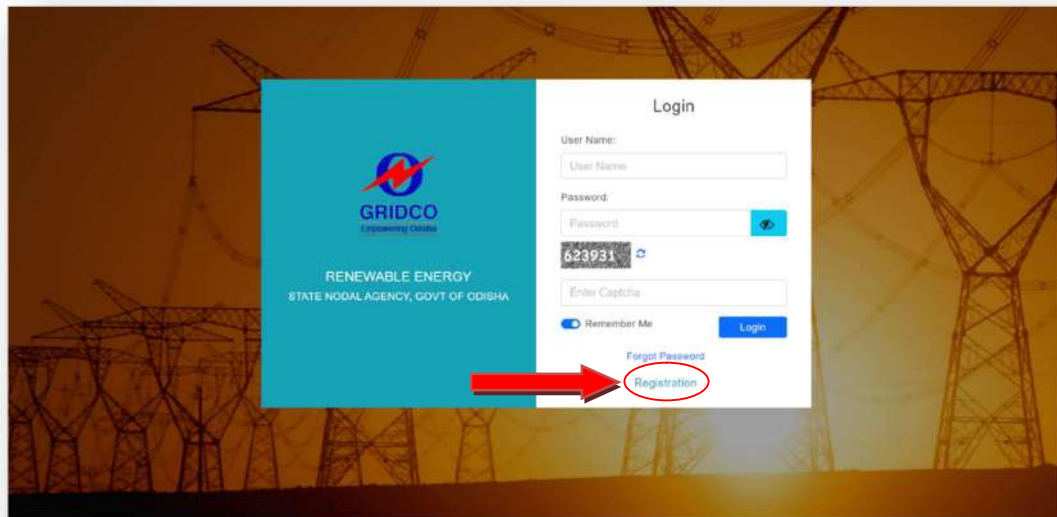 GRIDCO
Empowering Odisha
RENEWABLE ENERGY
STATE NODAL AGENCY, GOVT OF ODISHA
Login
User Name:
User Name
Password:
Password
623931
Enter Captcha
Remember Me
Login
Forgot Password
Registration